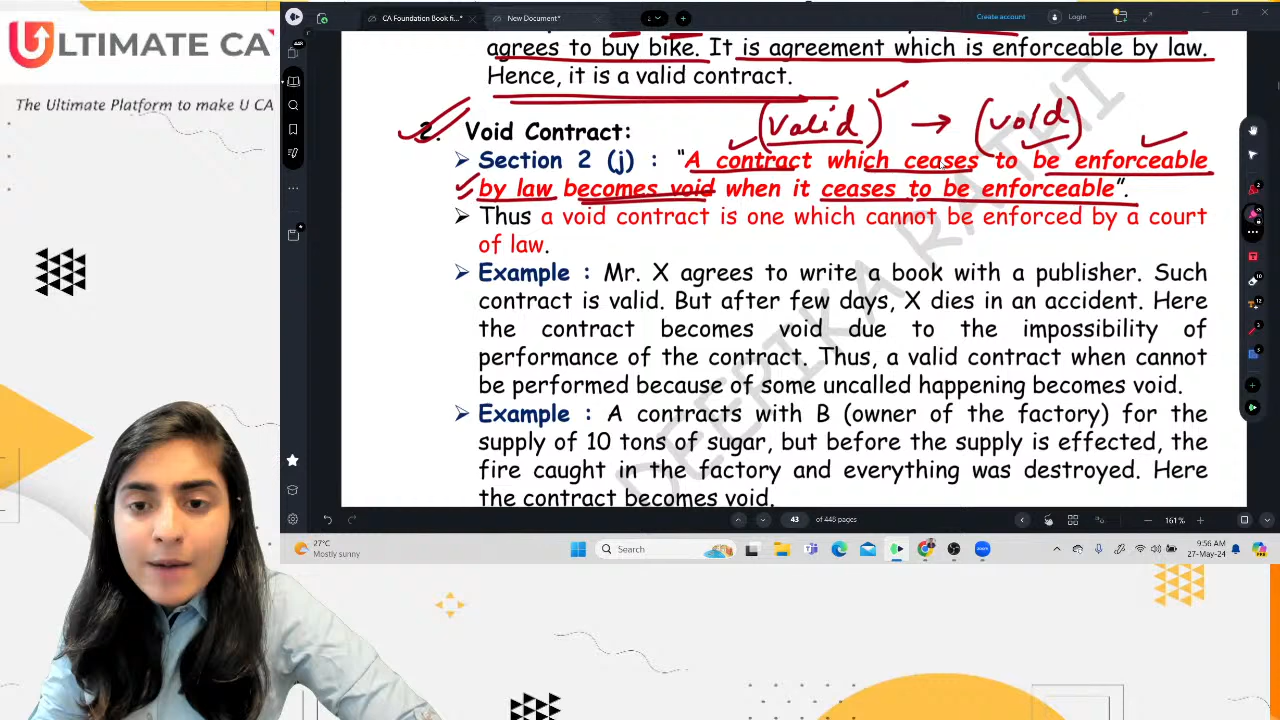 ULTIMATE CA
The Ultimate Platform to make U CA
CA Foundation Book fi...*
New Document*
2
Create account
Login
agrees to buy bike. It is agreement which is enforceable by law.
Hence, it is a valid contract.
(valid) → (void)
2. Void Contract:
➢ Section 2 (j) : "A contract which ceases to be enforceable
by law becomes void when it ceases to be enforceable".
➢ Thus a void contract is one which cannot be enforced by a court
of law.
➢ Example : Mr. X agrees to write a book with a publisher. Such
contract is valid. But after few days, X dies in an accident. Here
the contract becomes void due to the impossibility of
performance of the contract. Thus, a valid contract when cannot
be performed because of some uncalled happening becomes void.
➢ Example : A contracts with B (owner of the factory) for the
supply of 10 tons of sugar, but before the supply is effected, the
fire caught in the factory and everything was destroyed. Here
the contract becomes void.
DEEPIKA RATHI
43 of 448 pages
161%
27°C
Mostly sunny
Search
9:56 AM
27-May-24